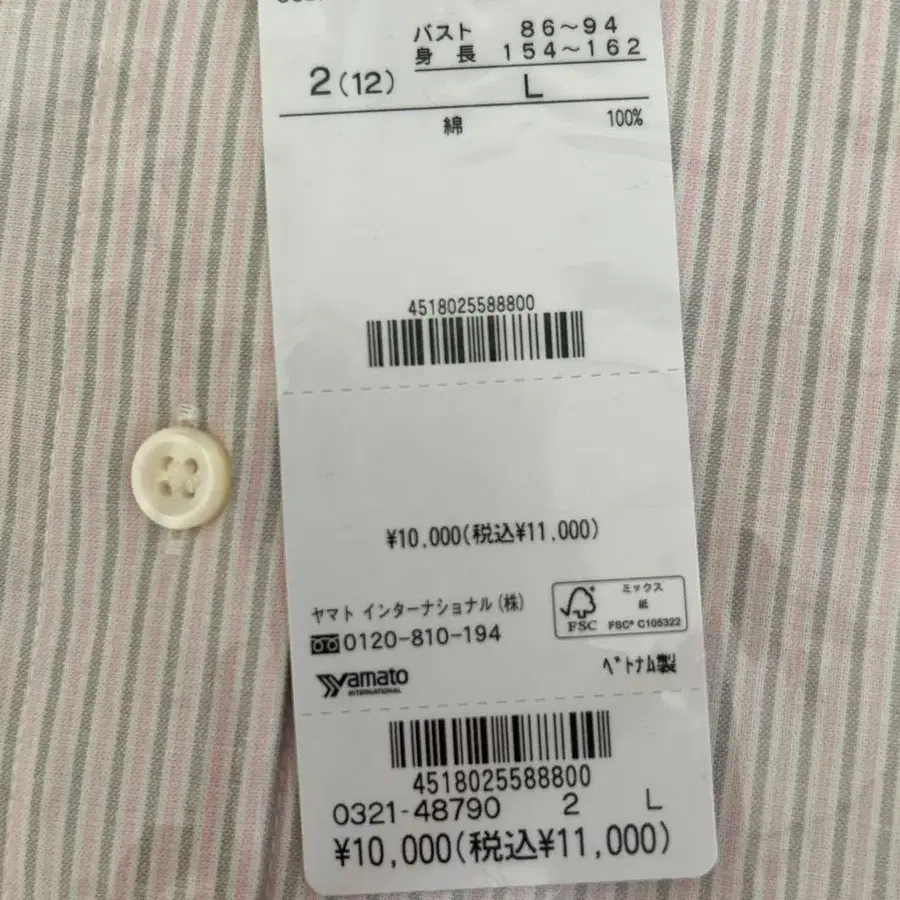 バスト 86～94
身長 154～162
2(12) L
綿 100%
4518025588800
¥10,000(税込¥11,000)
ヤマト インターナショナル(株)
0120-810-194
ミックス
紙
FSC
FSC® C105322
Yamato
INTERNATIONAL
ベトナム製
4518025588800
0321-48790 2 L
¥10,000(税込¥11,000)